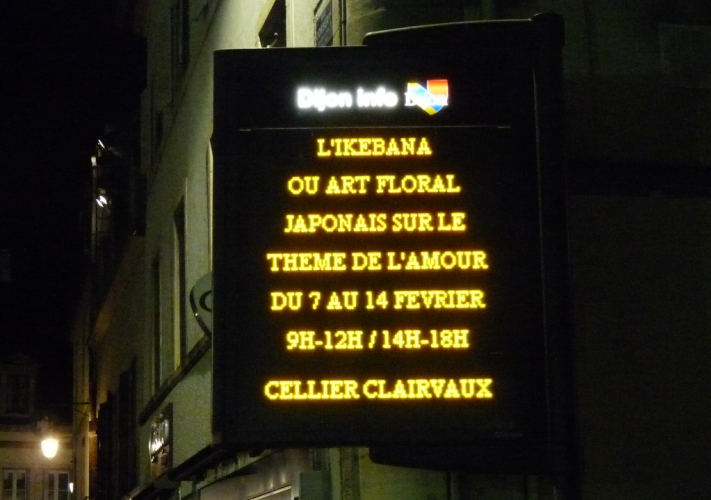 Dijon info Dijon
L'IKEBANA
OU ART FLORAL
JAPONAIS SUR LE
THEME DE L'AMOUR
DU 7 AU 14 FEVRIER
9H-12H / 14H-18H
CELLIER CLAIRVAUX